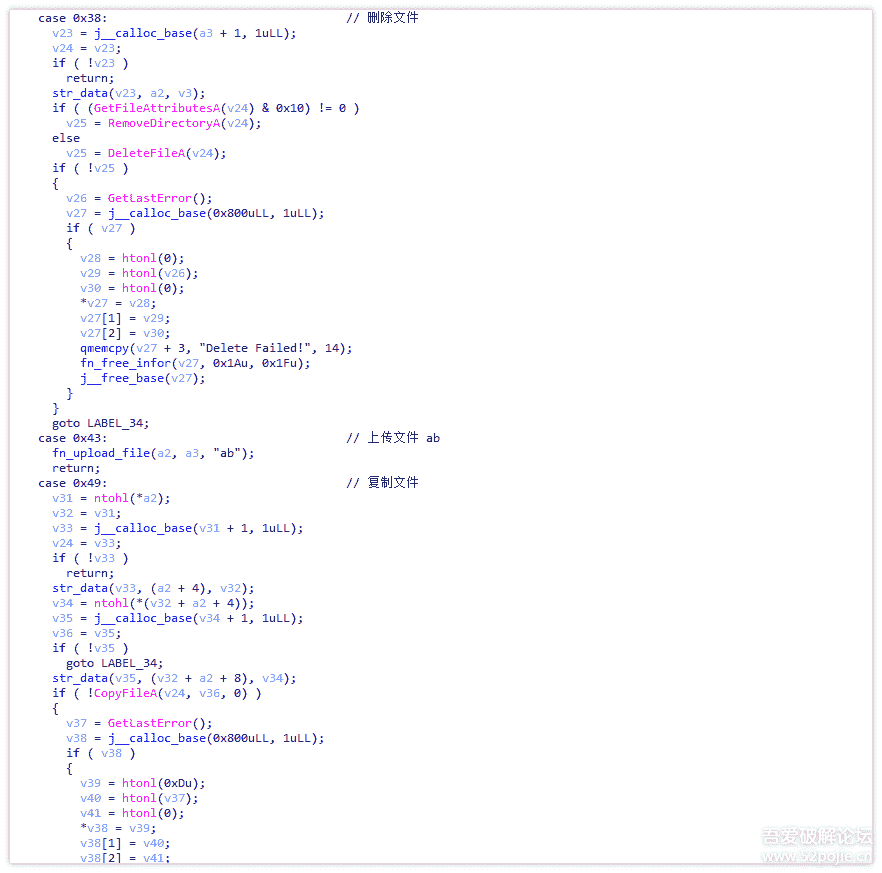 case 0x38: // 删除文件
v23 = j__calloc_base(a3 + 1, 1uLL);
v24 = v23;
if ( !v23 )
return;
str_data(v23, a2, v3);
if ( (GetFileAttributesA(v24) & 0x10) != 0 )
v25 = RemoveDirectoryA(v24);
else
v25 = DeleteFileA(v24);
if ( !v25 )
{
v26 = GetLastError();
v27 = j__calloc_base(0x800uLL, 1uLL);
if ( v27 )
{
v28 = htonl(0);
v29 = htonl(v26);
v30 = htonl(0);
*v27 = v28;
v27[1] = v29;
v27[2] = v30;
qmemcpy(v27 + 3, "Delete Failed!", 14);
fn_free_infor(v27, 0x1Au, 0x1Fu);
j__free_base(v27);
}
}
goto LABEL_34;
case 0x43: // 上传文件 ab
fn_upload_file(a2, a3, "ab");
return;
case 0x49: // 复制文件
v31 = ntohl(*a2);
v32 = v31;
v33 = j__calloc_base(v31 + 1, 1uLL);
v24 = v33;
if ( !v33 )
return;
str_data(v33, (a2 + 4), v32);
v34 = ntohl(*(v32 + a2 + 4));
v35 = j__calloc_base(v34 + 1, 1uLL);
v36 = v35;
if ( !v35 )
goto LABEL_34;
str_data(v35, (v32 + a2 + 8), v34);
if ( !CopyFileA(v24, v36, 0) )
{
v37 = GetLastError();
v38 = j__calloc_base(0x800uLL, 1uLL);
if ( v38 )
{
v39 = htonl(0xDu);
v40 = htonl(v37);
v41 = htonl(0);
*v38 = v39;
v38[1] = v40;
v38[2] = v41;
吾爱破解论坛
www.52pojie.cn